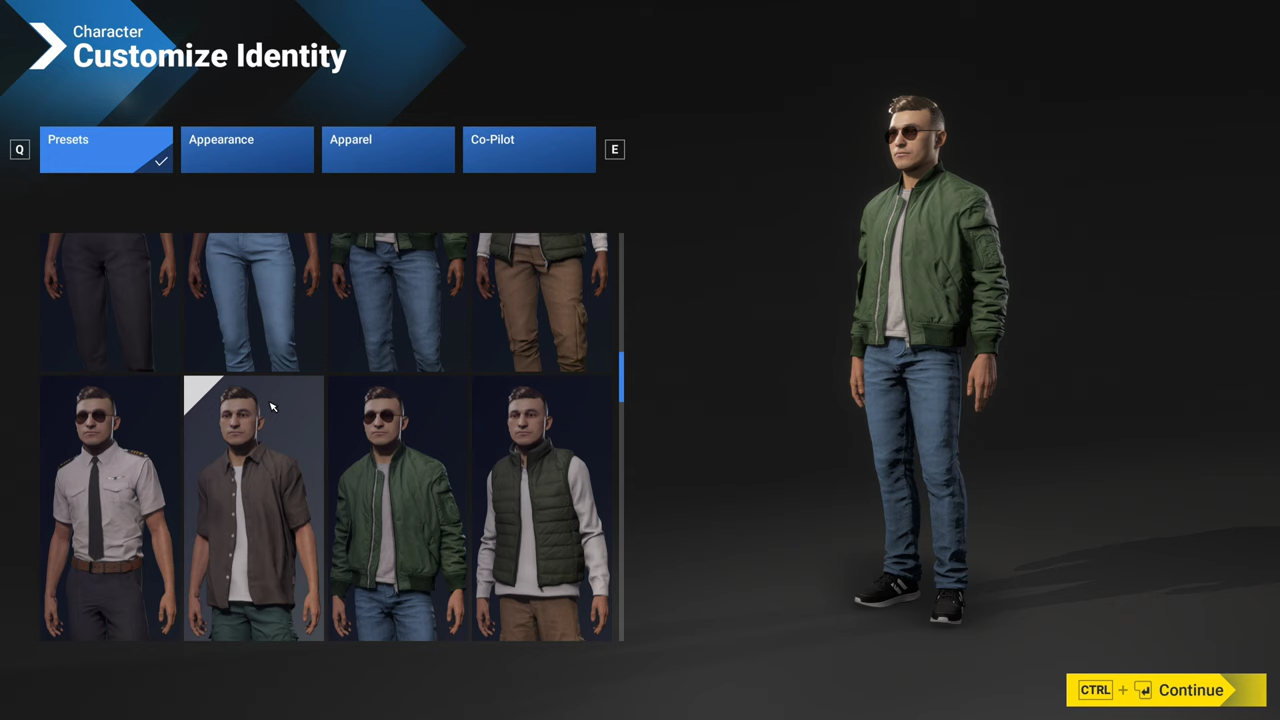 Character
Customize Identity
Q
Presets
Appearance
Apparel
Co-Pilot
E
CTRL + Continue